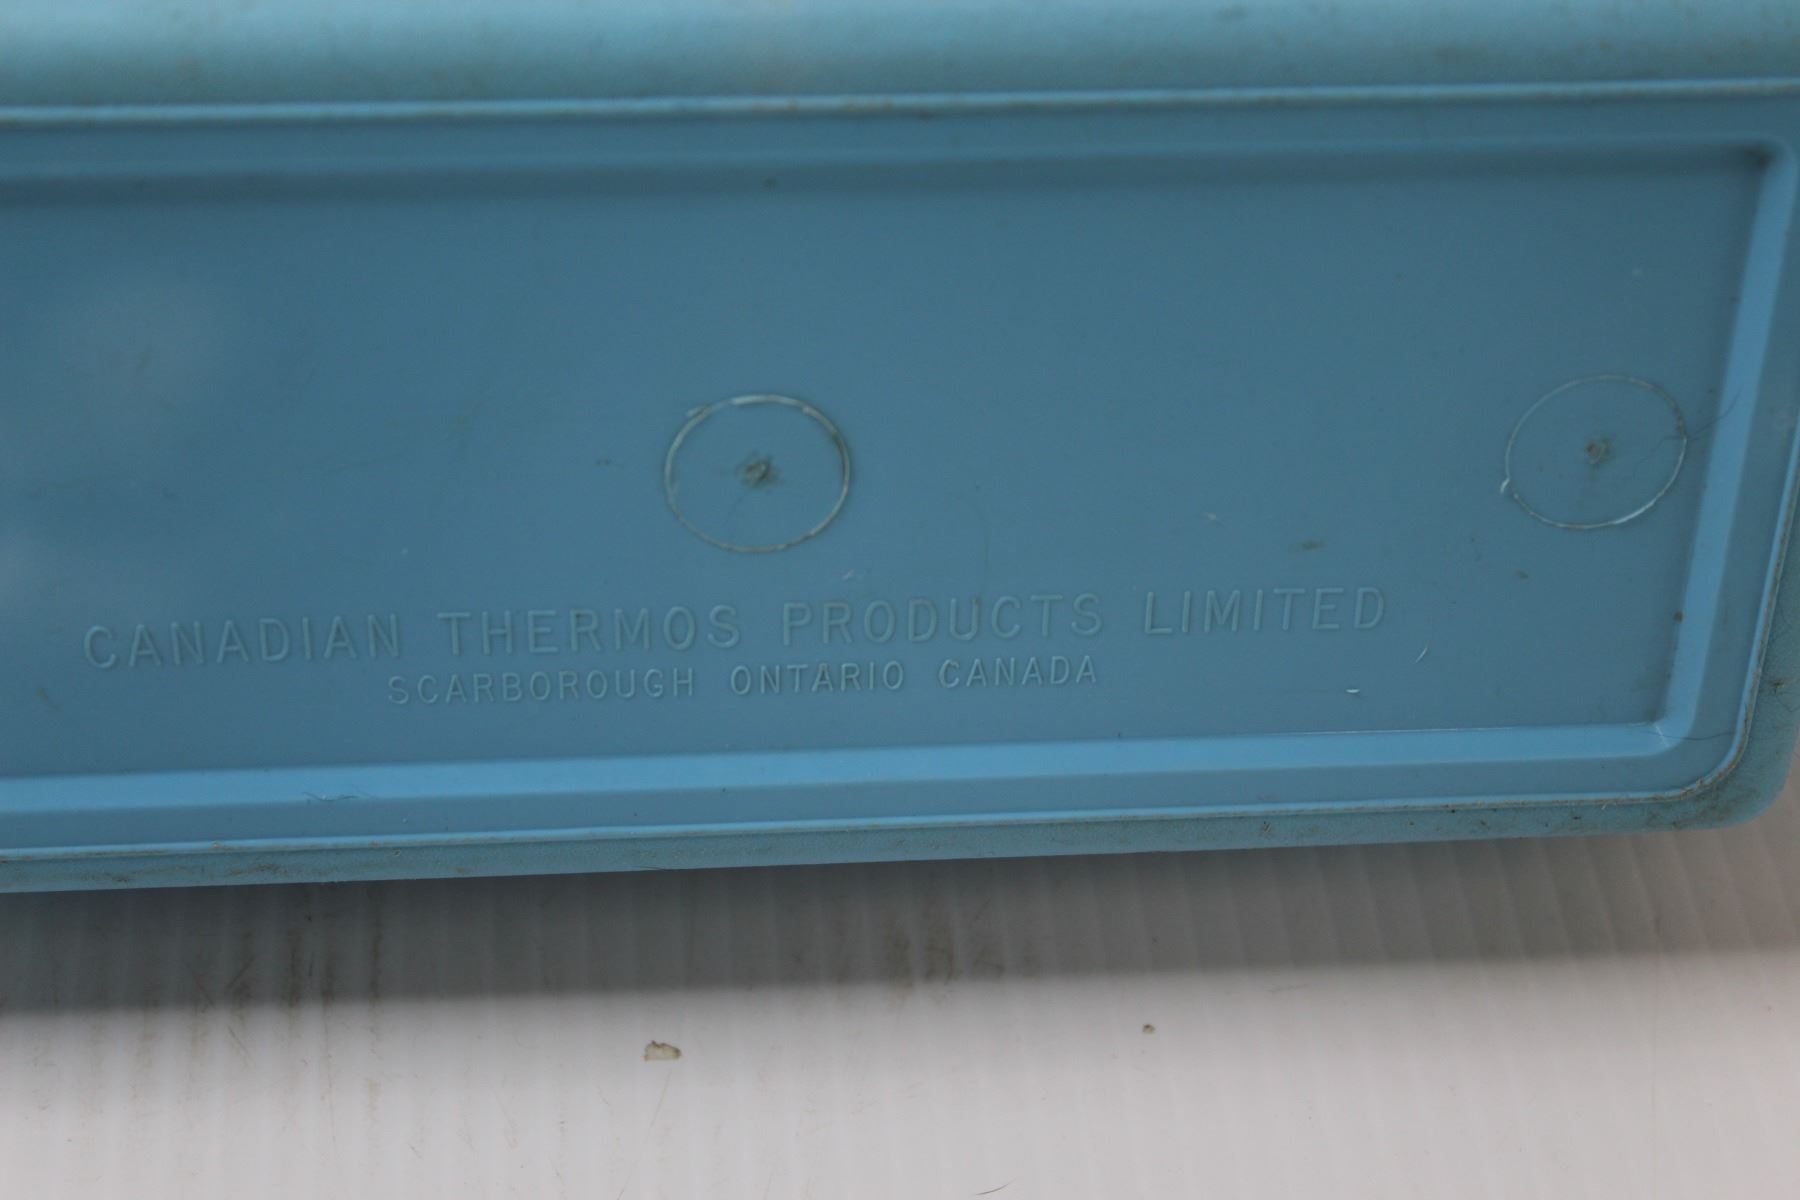 CANADIAN THERMOS PRODUCTS LIMITED
SCARBOROUGH ONTARIO CANADA